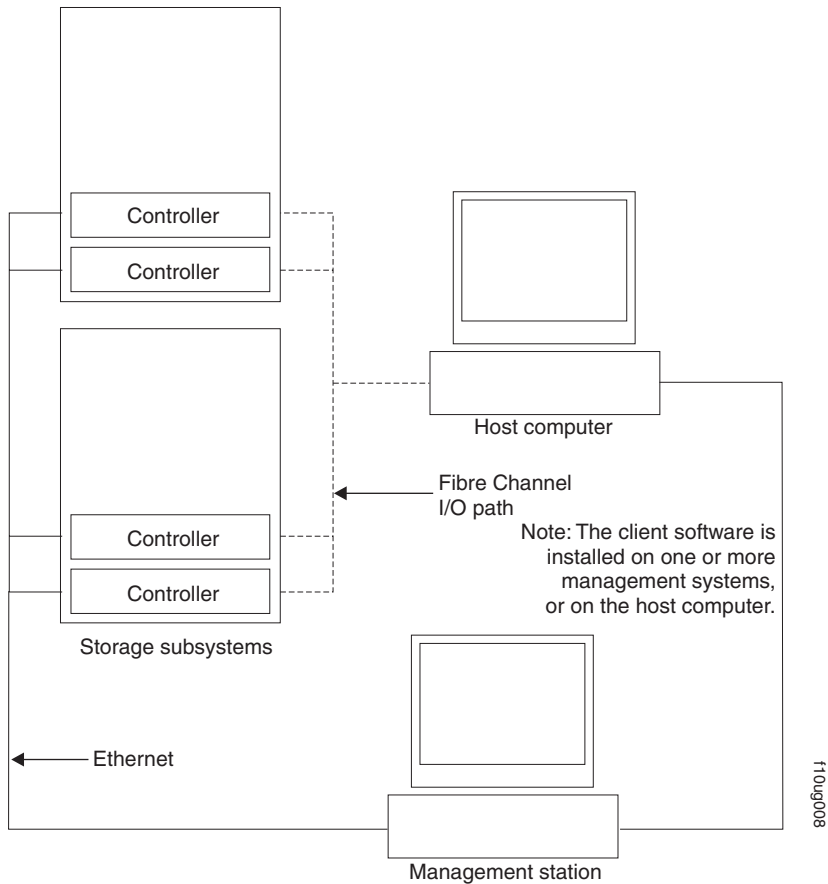 Controller
Controller
Host computer
Fibre Channel
I/O path
Note: The client software is
installed on one or more
management systems,
or on the host computer.
Controller
Controller
Storage subsystems
Ethernet
f10ug008
Management station